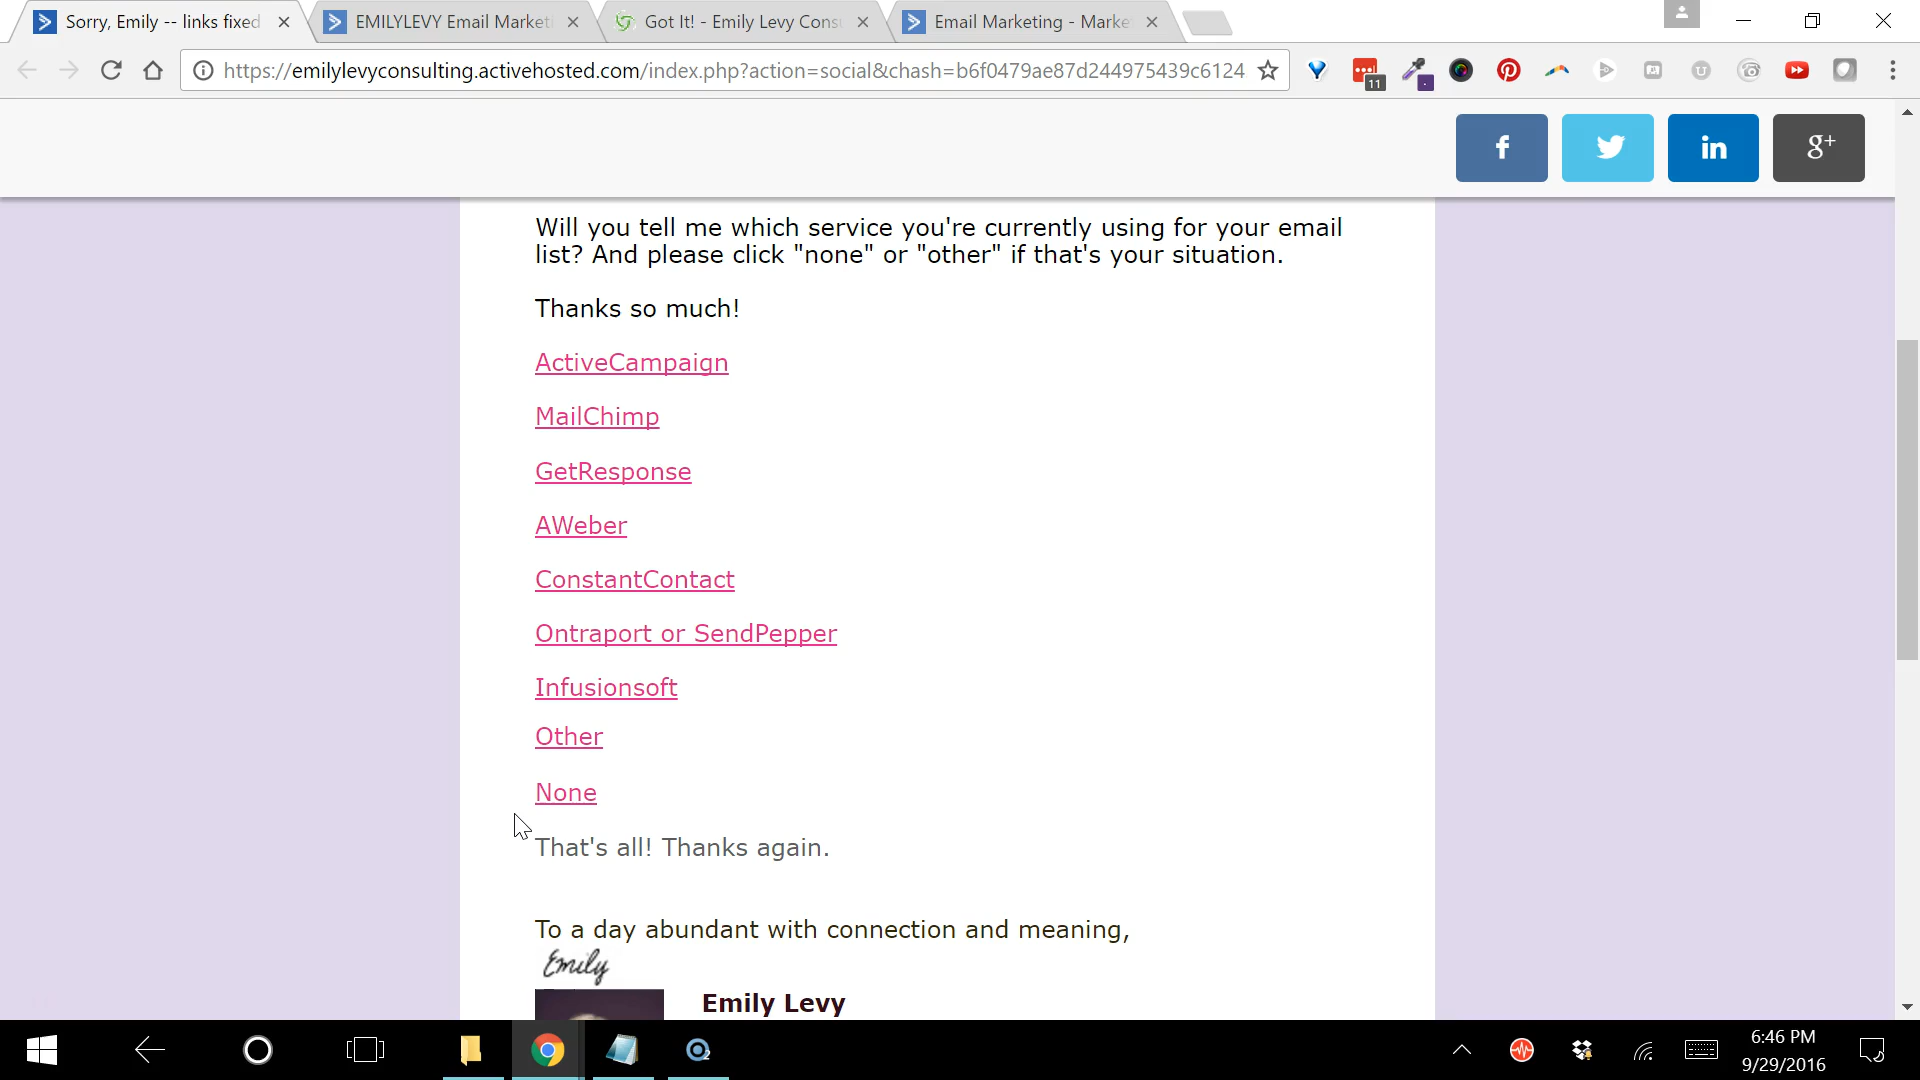 Sorry, Emily -- links fixed
EMILYLEVY Email Marketi
Got It! - Emily Levy Cons
Email Marketing - Marke
https://emilylevyconsulting.activehosted.com/index.php?action=social&chash=b6f0479ae87d244975439c6124
11
f
in
g+
Will you tell me which service you're currently using for your email
list? And please click "none" or "other" if that's your situation.
Thanks so much!
ActiveCampaign
MailChimp
GetResponse
AWeber
ConstantContact
Ontraport or SendPepper
Infusionsoft
Other
None
That's all! Thanks again.
To a day abundant with connection and meaning,
Emily
Emily Levy
6:46 PM
9/29/2016